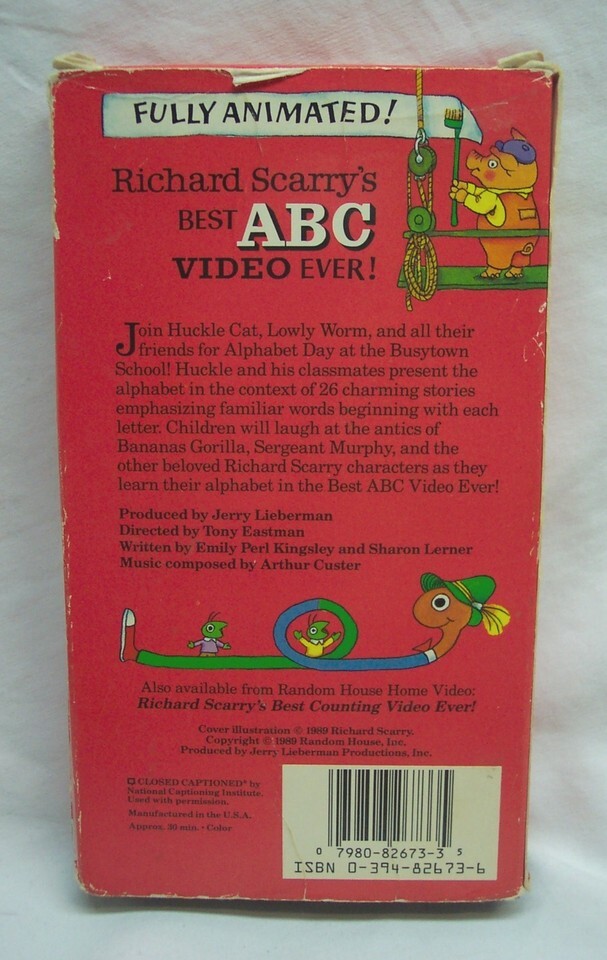 FULLY ANIMATED!
Richard Scarry's
BEST ABC
VIDEO EVER!
Join Huckle Cat, Lowly Worm, and all their
friends for Alphabet Day at the Busytown
School! Huckle and his classmates present the
alphabet in the context of 26 charming stories
emphasizing familiar words beginning with each
letter. Children will laugh at the antics of
Bananas Gorilla, Sergeant Murphy, and the
other beloved Richard Scarry characters as they
learn their alphabet in the Best ABC Video Ever!
Produced by Jerry Lieberman
Directed by Tony Eastman
Written by Emily Perl Kingsley and Sharon Lerner
Music composed by Arthur Custer
Also available from Random House Home Video:
Richard Scarry's Best Counting Video Ever!
Cover illustration © 1989 Richard Scarry.
Copyright © 1989 Random House, Inc.
Produced by Jerry Lieberman Productions, Inc.
CLOSED CAPTIONED* by
National Captioning Institute.
Used with permission.
Manufactured in the U.S.A.
Approx. 30 min. • Color
0 7980-82673-3 5
ISBN 0-394-82673-6